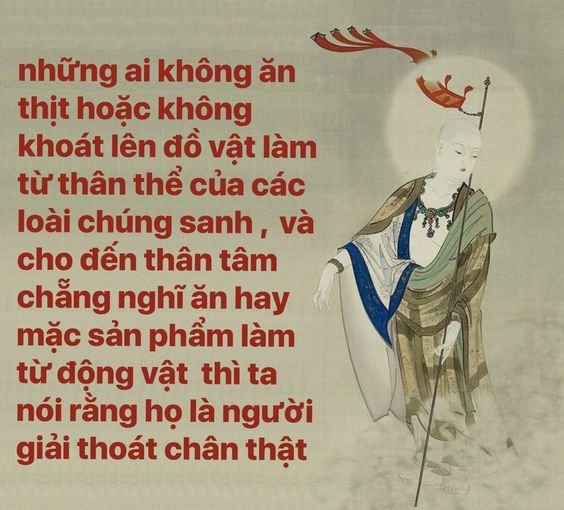 những ai không ăn
thịt hoặc không
khoát lên đồ vật làm
từ thân thể của các
loài chúng sanh , và
cho đến thân tâm
chẵng nghĩ ăn hay
mặc sản phẩm làm
từ động vật thì ta
nói rằng họ là người
giải thoát chân thật